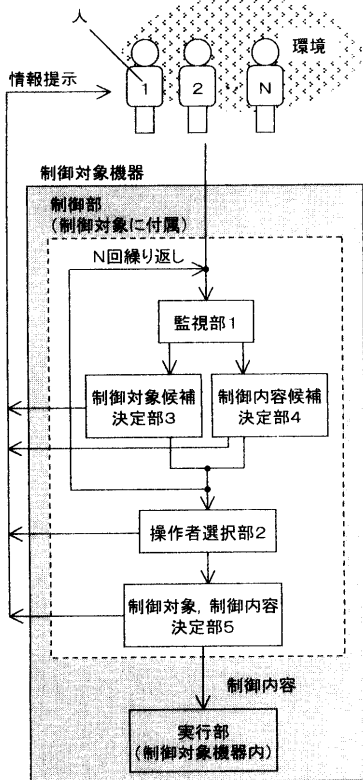 人
環境
情報提示
1
2
N
制御対象機器
制御部
(制御対象に付属)
N回繰り返し
監視部1
制御対象候補
決定部3
制御内容候補
決定部4
操作者選択部2
制御対象,制御内容
決定部5
制御内容
実行部
(制御対象機器内)